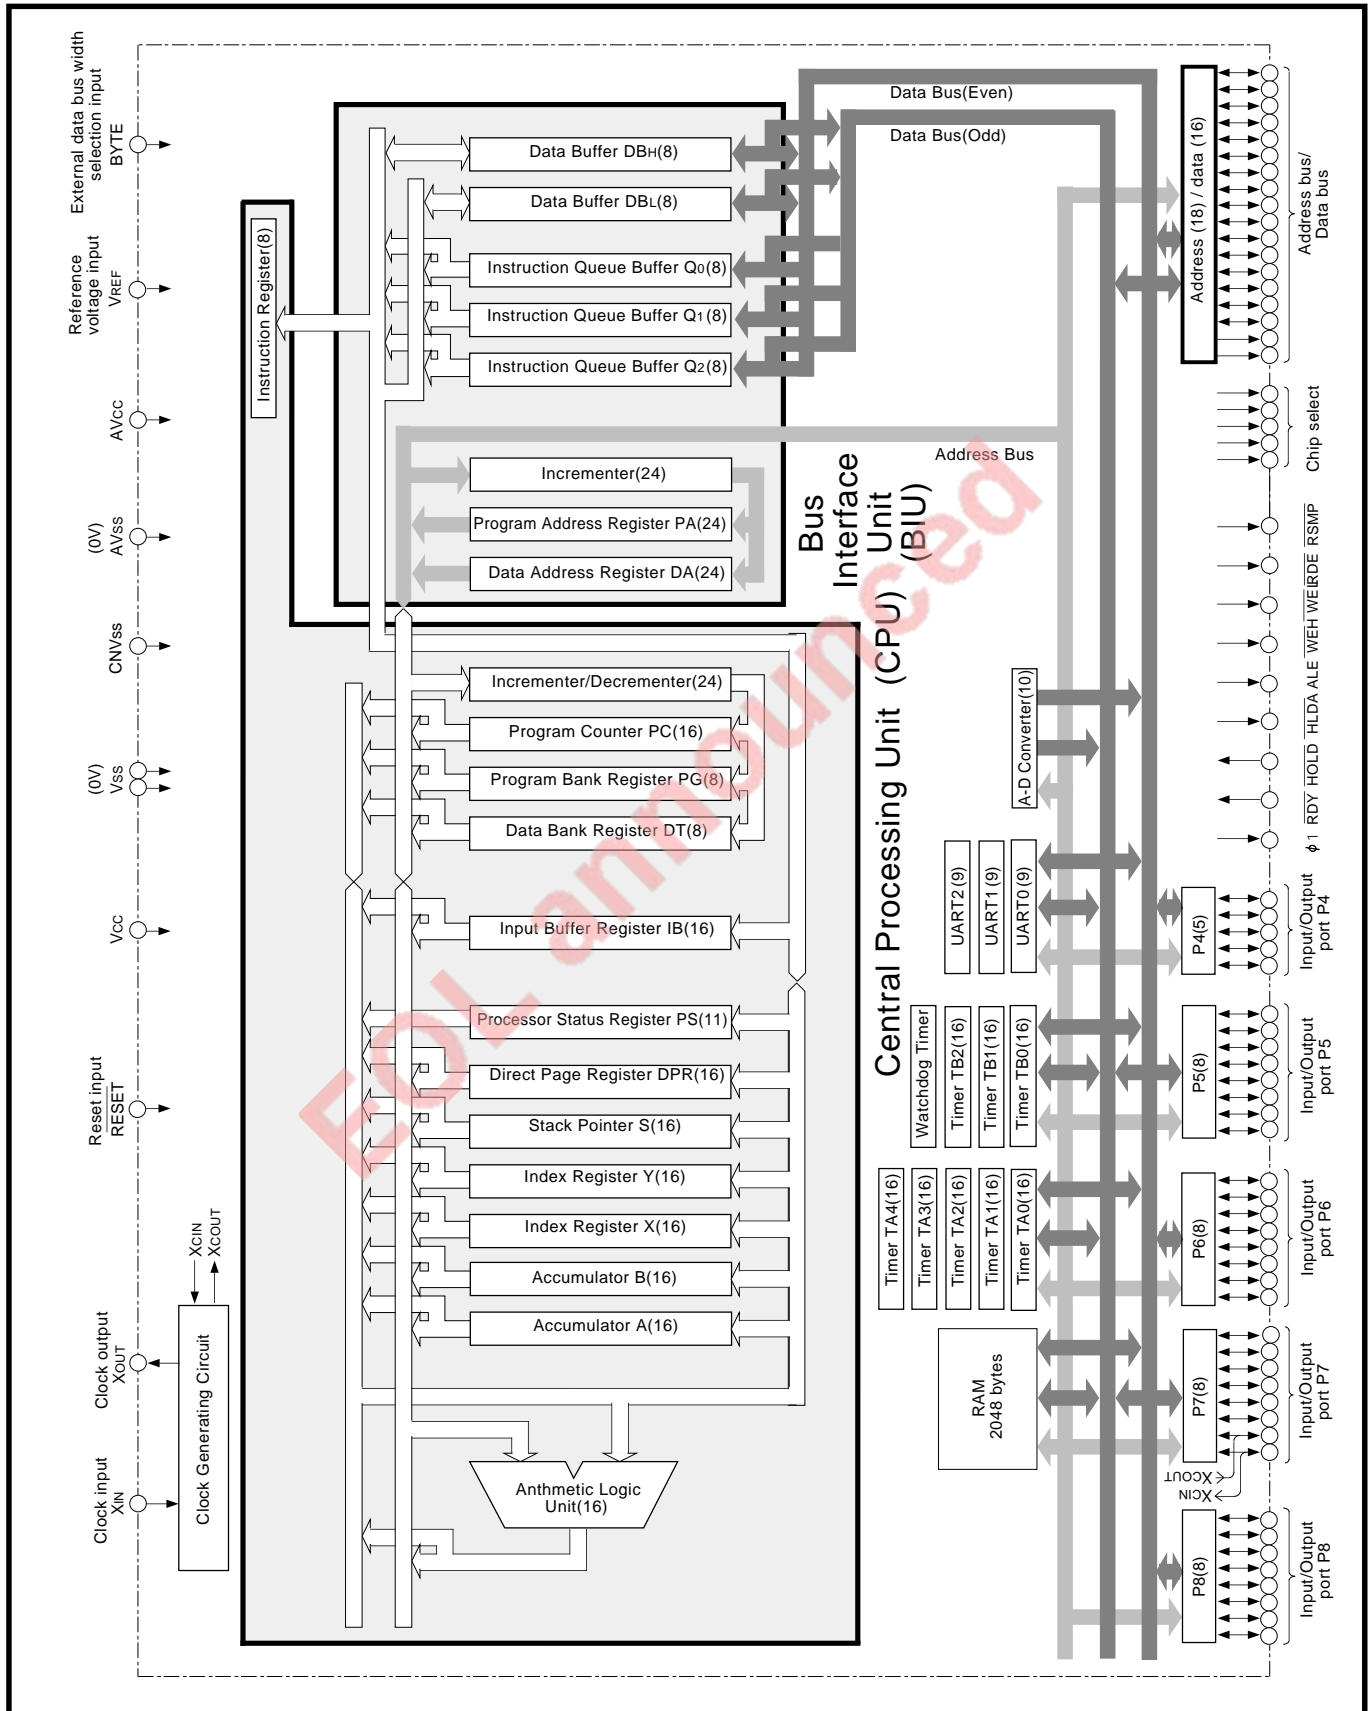 External data bus width
selection input
BYTE
Reference
voltage input
VREF
AVCC
(0V)
AVSS
CNVSS
(0V)
VSS
VCC
Reset input
RESET
XCIN
XCOUT
Clock output
XOUT
Clock input
XIN
Clock Generating Circuit
Instruction Register(8)
Data Buffer DBH(8)
Data Buffer DBL(8)
Instruction Queue Buffer Q0(8)
Instruction Queue Buffer Q1(8)
Instruction Queue Buffer Q2(8)
Incrementer(24)
Program Address Register PA(24)
Data Address Register DA(24)
Bus
Interface
Unit
(BIU)
Incrementer/Decrementer(24)
Program Counter PC(16)
Program Bank Register PG(8)
Data Bank Register DT(8)
Input Buffer Register IB(16)
Processor Status Register PS(11)
Direct Page Register DPR(16)
Stack Pointer S(16)
Index Register Y(16)
Index Register X(16)
Accumulator B(16)
Accumulator A(16)
Anthmetic Logic
Unit(16)
Central Processing Unit (CPU)
Data Bus(Even)
Data Bus(Odd)
Address Bus
A-D Converter(10)
UART2(9)
UART1(9)
UART0(9)
Watchdog Timer
Timer TB2(16)
Timer TB1(16)
Timer TB0(16)
Timer TA4(16)
Timer TA3(16)
Timer TA2(16)
Timer TA1(16)
Timer TA0(16)
RAM
2048 bytes
Address (18) / data (16)
Address bus/
Data bus
Chip select
ϕ1 RDY HOLD HLDA ALE WEH WEL RDE RSMP
P4(5)
Input/Output
port P4
P5(8)
Input/Output
port P5
P6(8)
Input/Output
port P6
P7(8)
Input/Output
port P7
XCOUT
XCIN
P8(8)
Input/Output
port P8
EOL announced